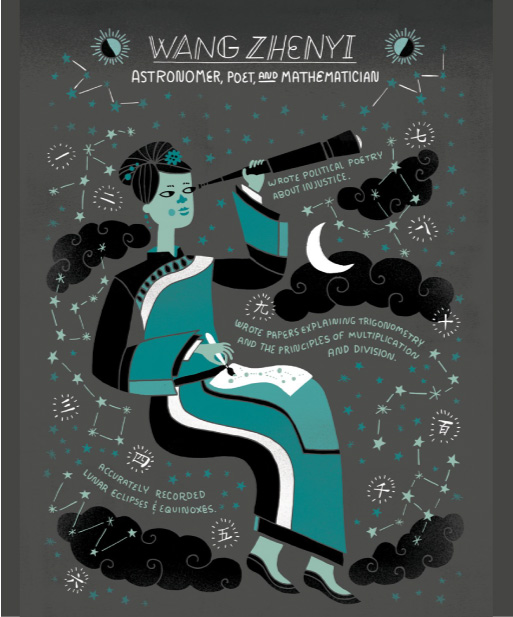 WANG ZHENYI
ASTRONOMER, POET, AND MATHEMATICIAN
七
一
WROTE POLITICAL POETRY
ABOUT INJUSTICE.
二
八
九
十
WROTE PAPERS EXPLAINING TRIGONOMETRY
AND THE PRINCIPLES OF MULTIPLICATION
AND DIVISION.
三
百
四
千
ACCURATELY RECORDED
LUNAR ECLIPSES & EQUINOXES.
五
六